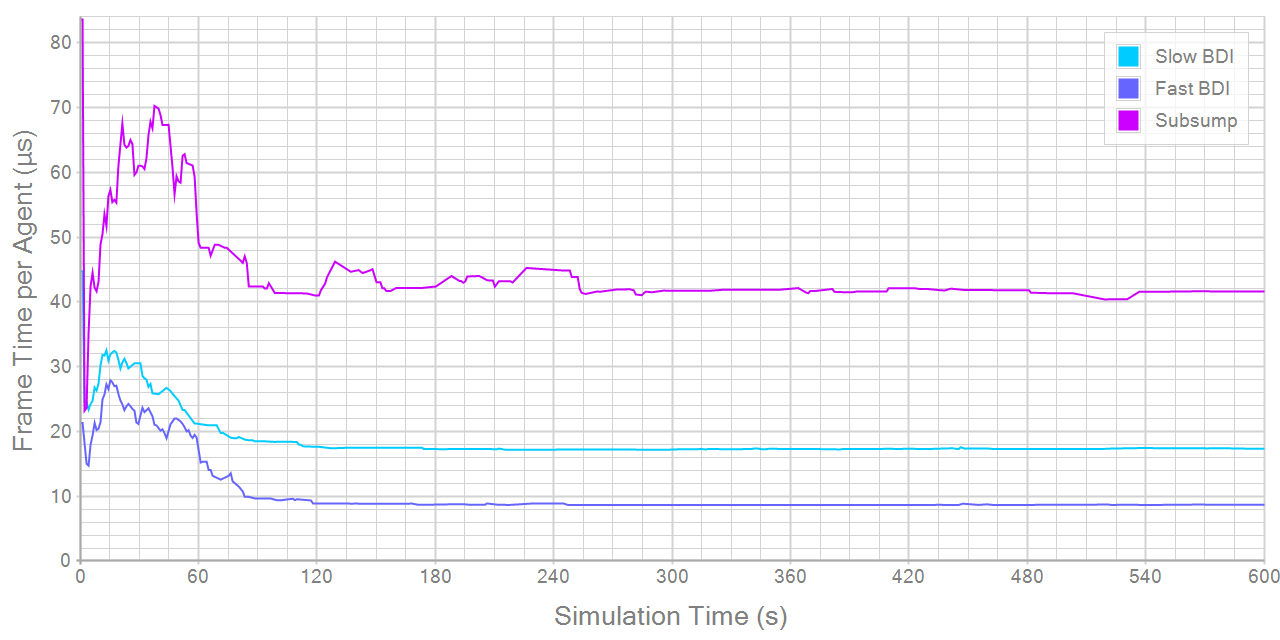 Frame Time per Agent (µs)
80
70
60
50
40
30
20
10
0
Slow BDI
Fast BDI
Subsump
0 60 120 180 240 300 360 420 480 540 600
Simulation Time (s)